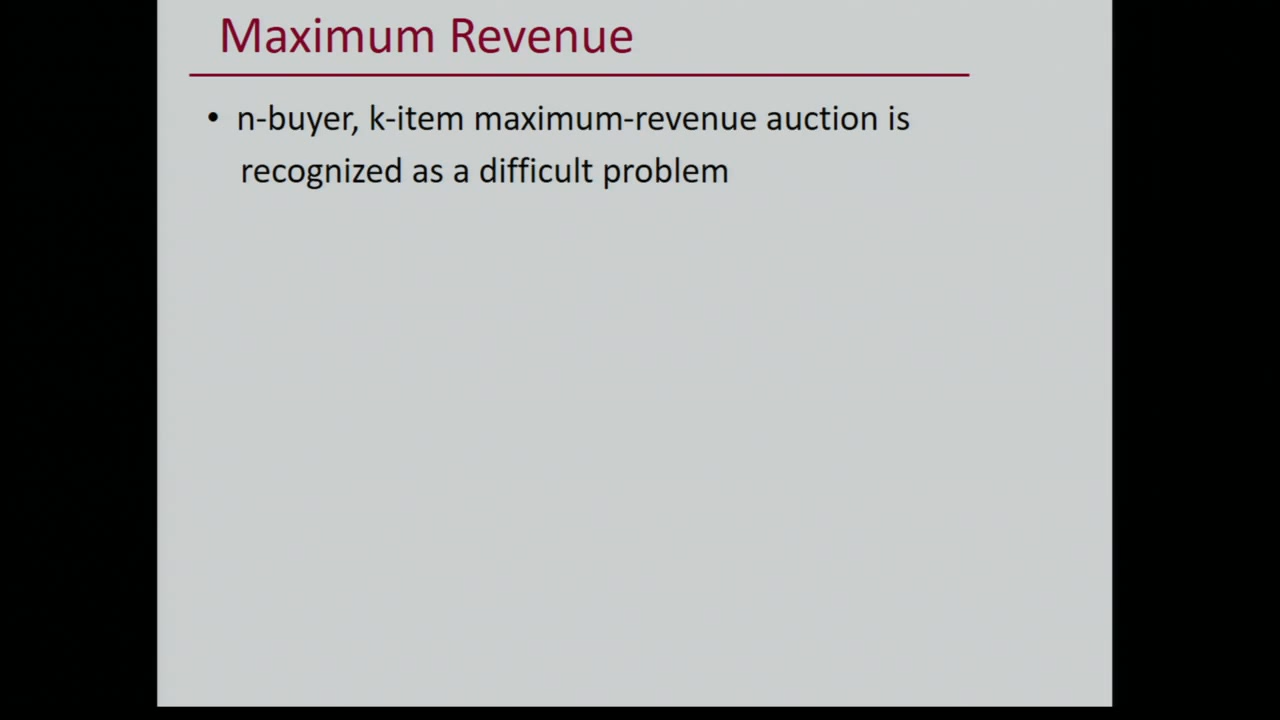 Maximum Revenue
• n-buyer, k-item maximum-revenue auction is
recognized as a difficult problem